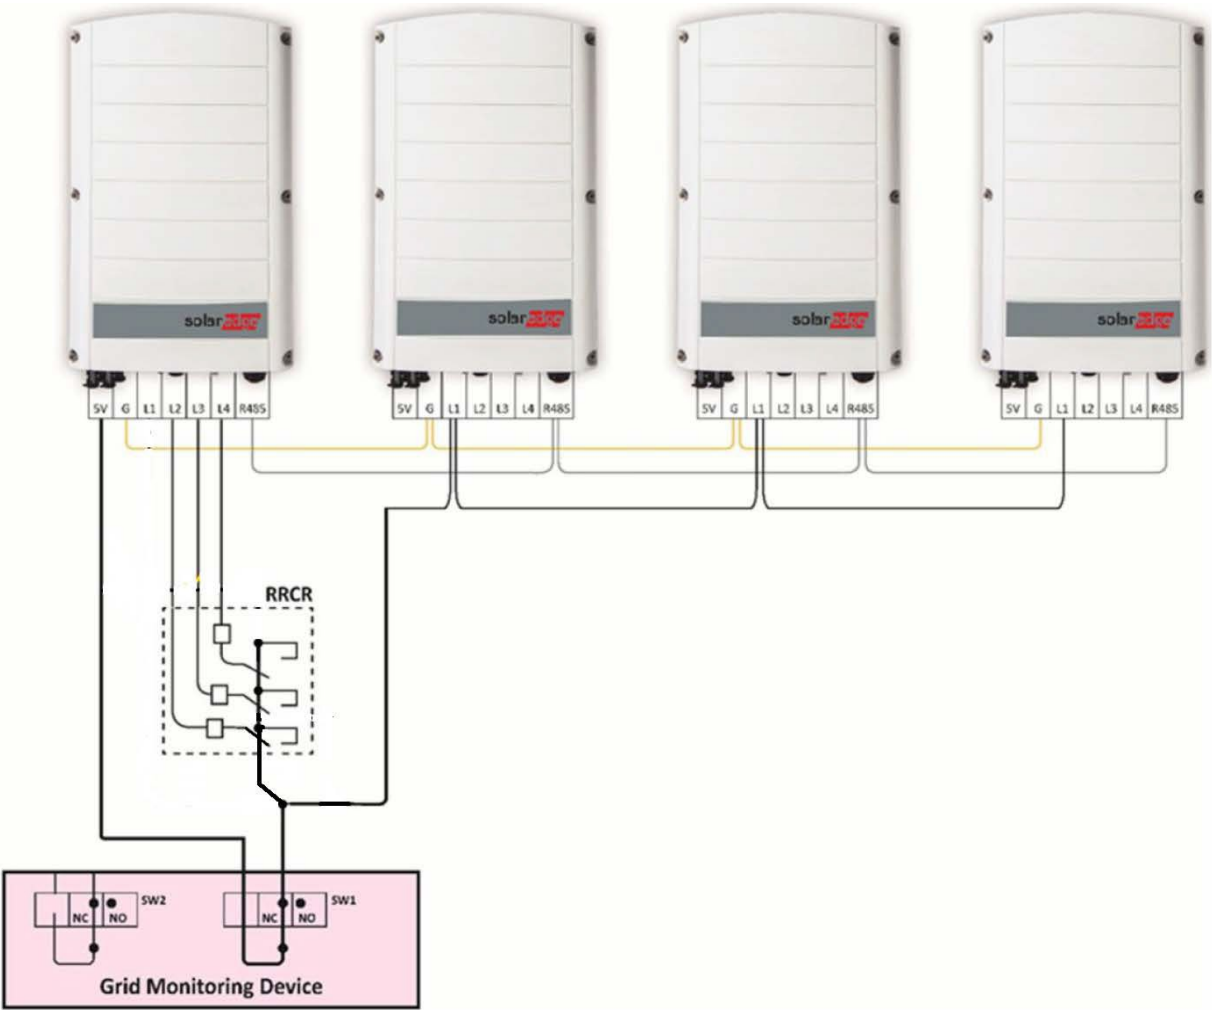 solaredge solaredge solaredge solaredge
5V G L1 L2 L3 L4 R485 5V G L1 L2 L3 L4 R485 5V G L1 L2 L3 L4 R485 5V G L1 L2 L3 L4 R485
RRCR
SW2 SW1
NC NO NC NO
Grid Monitoring Device